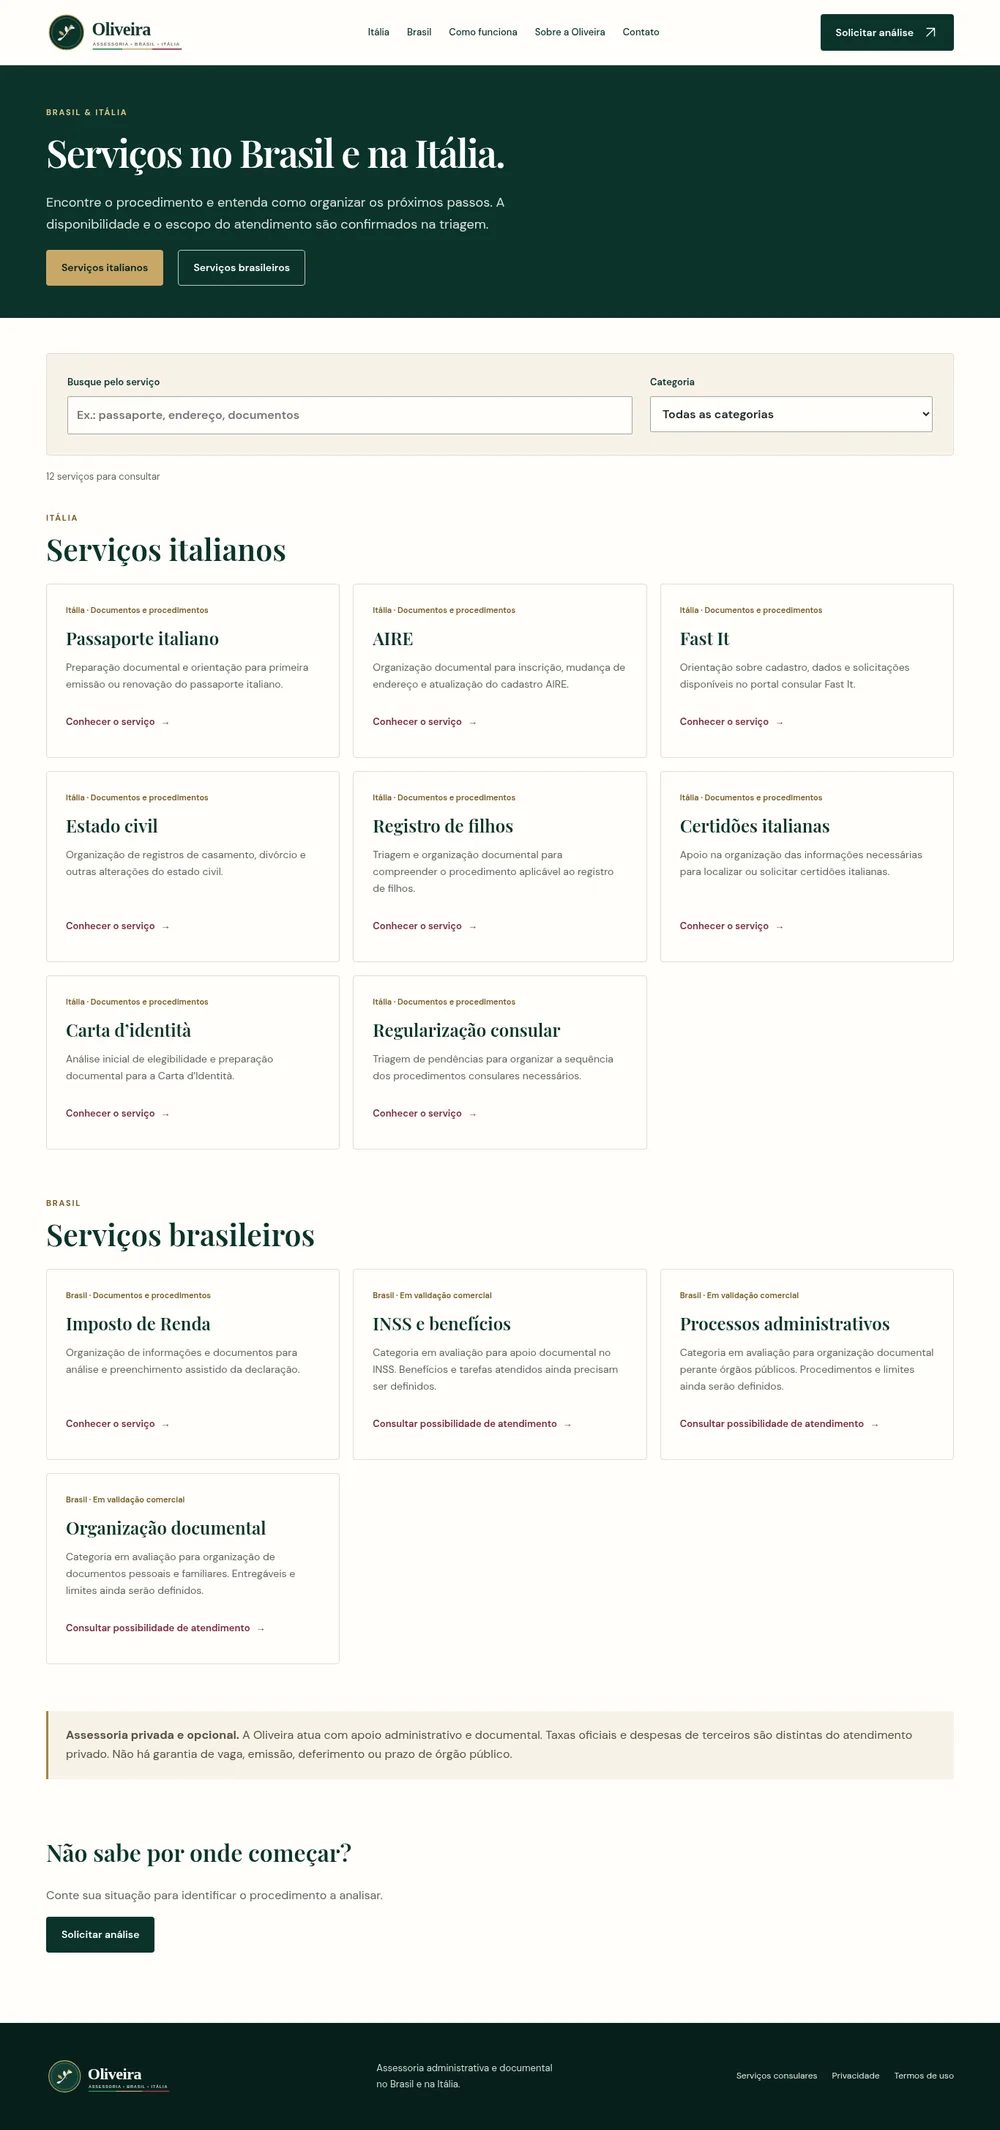 Oliveira
ASSESSORIA • BRASIL • ITÁLIA
Itália
Brasil
Como funciona
Sobre a Oliveira
Contato
Solicitar análise
BRASIL & ITÁLIA
Serviços no Brasil e na Itália.
Encontre o procedimento e entenda como organizar os próximos passos. A
disponibilidade e o escopo do atendimento são confirmados na triagem.
Serviços italianos
Serviços brasileiros
Busque pelo serviço
Categoria
Ex.: passaporte, endereço, documentos
Todas as categorias
12 serviços para consultar
ITÁLIA
Serviços italianos
Itália · Documentos e procedimentos
Passaporte italiano
Preparação documental e orientação para primeira
emissão ou renovação do passaporte italiano.
Conhecer o serviço →
Itália · Documentos e procedimentos
AIRE
Organização documental para inscrição, mudança de
endereço e atualização do cadastro AIRE.
Conhecer o serviço →
Itália · Documentos e procedimentos
Fast It
Orientação sobre cadastro, dados e solicitações
disponíveis no portal consular Fast It.
Conhecer o serviço →
Itália · Documentos e procedimentos
Estado civil
Organização de registros de casamento, divórcio e
outras alterações do estado civil.
Conhecer o serviço →
Itália · Documentos e procedimentos
Registro de filhos
Triagem e organização documental para
compreender o procedimento aplicável ao registro
de filhos.
Conhecer o serviço →
Itália · Documentos e procedimentos
Certidões italianas
Apoio na organização das informações necessárias
para localizar ou solicitar certidões italianas.
Conhecer o serviço →
Itália · Documentos e procedimentos
Carta d’identità
Análise inicial de elegibilidade e preparação
documental para a Carta d’Identità.
Conhecer o serviço →
Itália · Documentos e procedimentos
Regularização consular
Triagem de pendências para organizar a sequência
dos procedimentos consulares necessários.
Conhecer o serviço →
BRASIL
Serviços brasileiros
Brasil · Documentos e procedimentos
Imposto de Renda
Organização de informações e documentos para
análise e preenchimento assistido da declaração.
Conhecer o serviço →
Brasil · Em validação comercial
INSS e benefícios
Categoria em avaliação para apoio documental no
INSS. Benefícios e tarefas atendidos ainda precisam
ser definidos.
Consultar possibilidade de atendimento →
Brasil · Em validação comercial
Processos administrativos
Categoria em avaliação para organização documental
perante órgãos públicos. Procedimentos e limites
ainda serão definidos.
Consultar possibilidade de atendimento →
Brasil · Em validação comercial
Organização documental
Categoria em avaliação para organização de
documentos pessoais e familiares. Entregáveis e
limites ainda serão definidos.
Consultar possibilidade de atendimento →
Assessoria privada e opcional. A Oliveira atua com apoio administrativo e documental. Taxas oficiais e despesas de terceiros são distintas do atendimento
privado. Não há garantia de vaga, emissão, deferimento ou prazo de órgão público.
Não sabe por onde começar?
Conte sua situação para identificar o procedimento a analisar.
Solicitar análise
Oliveira
ASSESSORIA • BRASIL • ITÁLIA
Assessoria administrativa e documental
no Brasil e na Itália.
Serviços consulares
Privacidade
Termos de uso